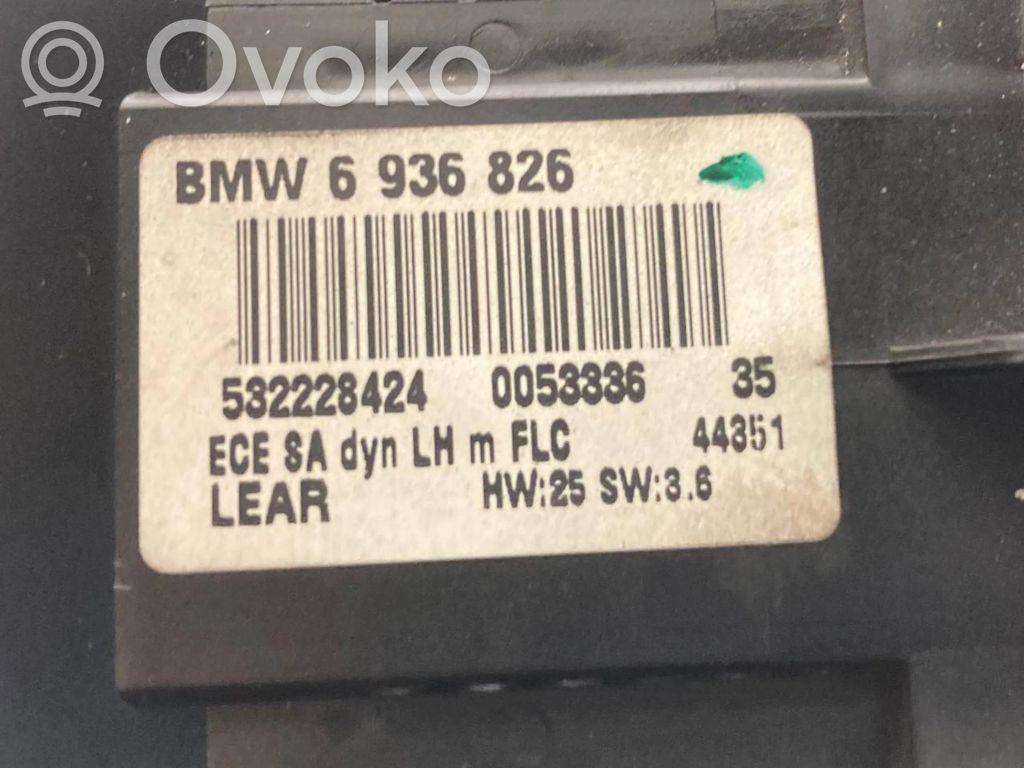 Ovoko
BMW 6 936 826
532228424 0053336 35
ECE SA dyn LH m FLC 44351
LEAR HW:25 SW:3.6